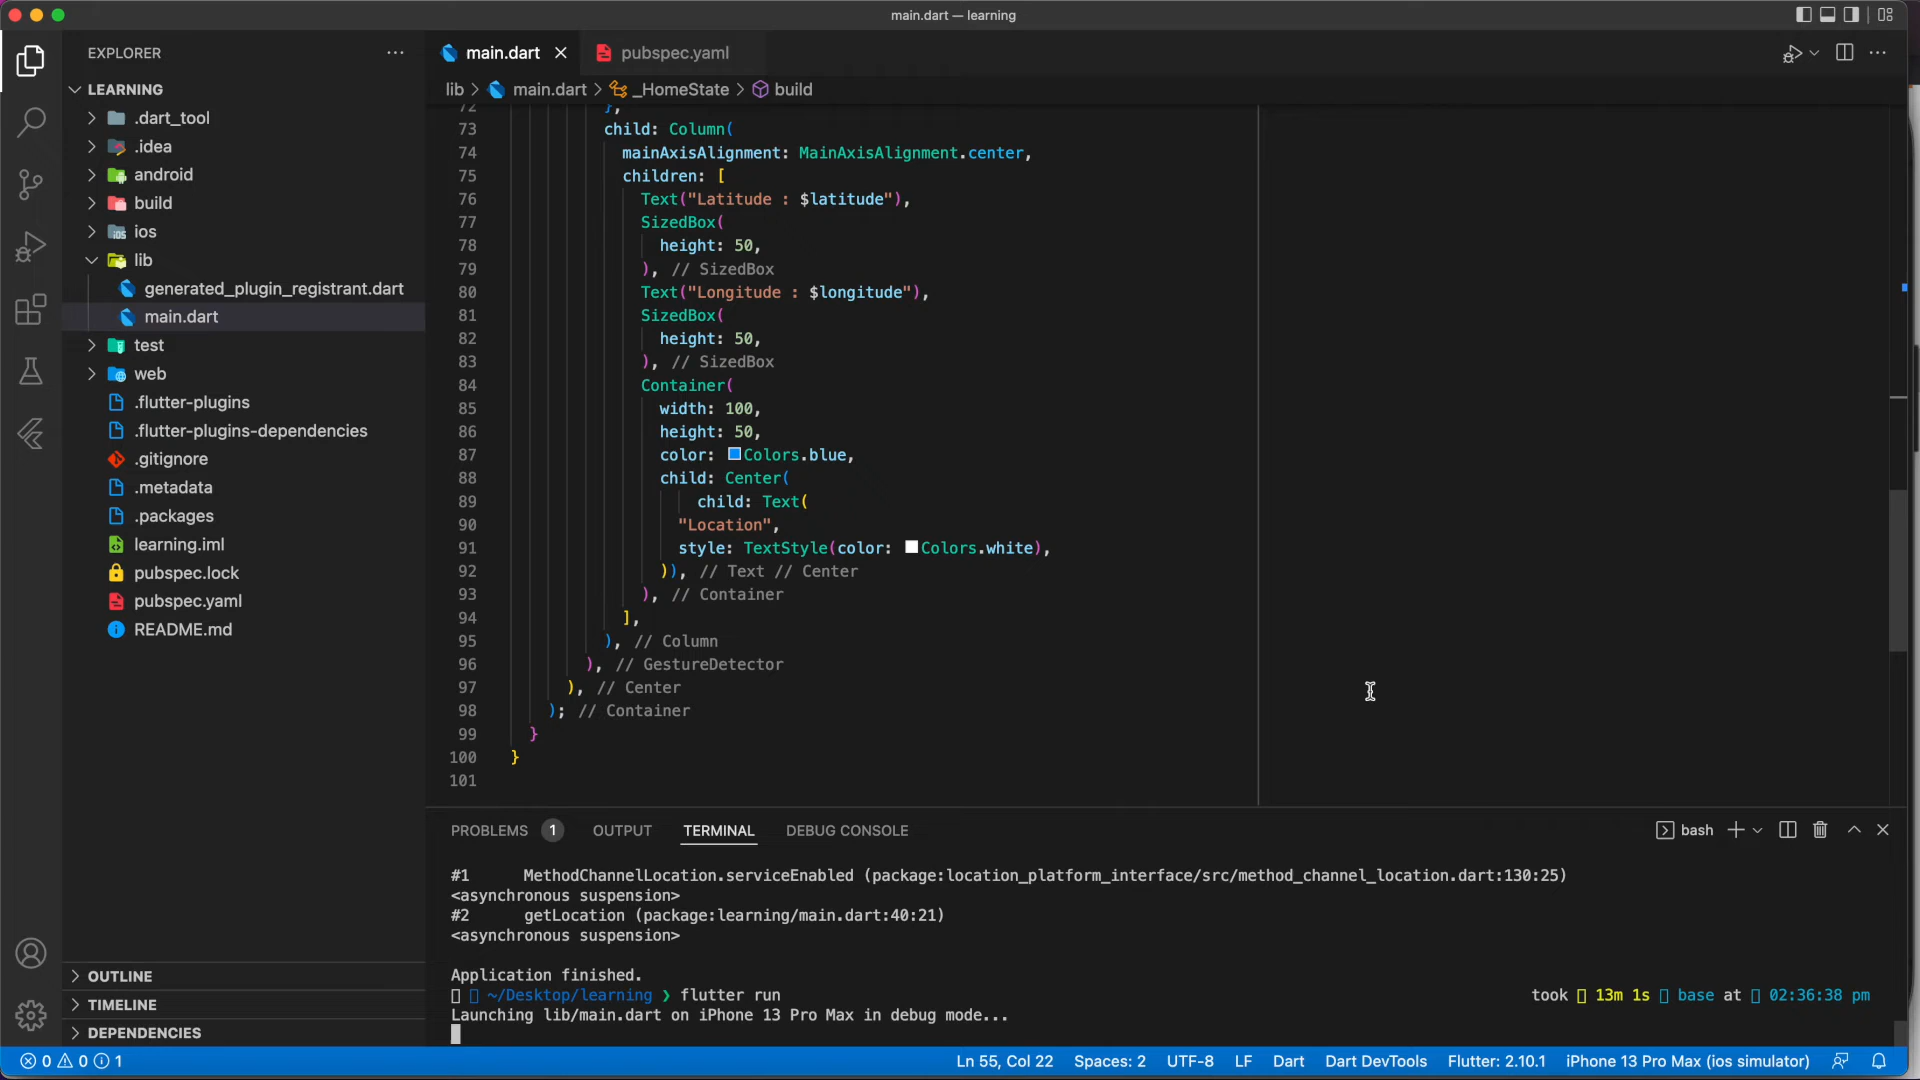 main.dart — learning
EXPLORER
LEARNING
.dart_tool
.idea
android
build
ios
lib
generated_plugin_registrant.dart
main.dart
test
web
.flutter-plugins
.flutter-plugins-dependencies
.gitignore
.metadata
.packages
learning.iml
pubspec.lock
pubspec.yaml
README.md
OUTLINE
TIMELINE
DEPENDENCIES
main.dart
pubspec.yaml
lib > main.dart > _HomeState > build
72 },
73 child: Column(
74 mainAxisAlignment: MainAxisAlignment.center,
75 children: [
76 Text("Latitude : $latitude"),
77 SizedBox(
78 height: 50,
79 ), // SizedBox
80 Text("Longitude : $longitude"),
81 SizedBox(
82 height: 50,
83 ), // SizedBox
84 Container(
85 width: 100,
86 height: 50,
87 color: Colors.blue,
88 child: Center(
89 child: Text(
90 "Location",
91 style: TextStyle(color: Colors.white),
92 )), // Text // Center
93 ), // Container
94 ],
95 ), // Column
96 ), // GestureDetector
97 ), // Center
98 ); // Container
99 }
100 }
101
PROBLEMS 1 OUTPUT TERMINAL DEBUG CONSOLE
bash
#1 MethodChannelLocation.serviceEnabled (package:location_platform_interface/src/method_channel_location.dart:130:25)
<asynchronous suspension>
#2 getLocation (package:learning/main.dart:40:21)
<asynchronous suspension>
Application finished.
~/Desktop/learning ❯ flutter run took 13m 1s base at 02:36:38 pm
Launching lib/main.dart on iPhone 13 Pro Max in debug mode...
0 0 1 Ln 55, Col 22 Spaces: 2 UTF-8 LF Dart Dart DevTools Flutter: 2.10.1 iPhone 13 Pro Max (ios simulator)